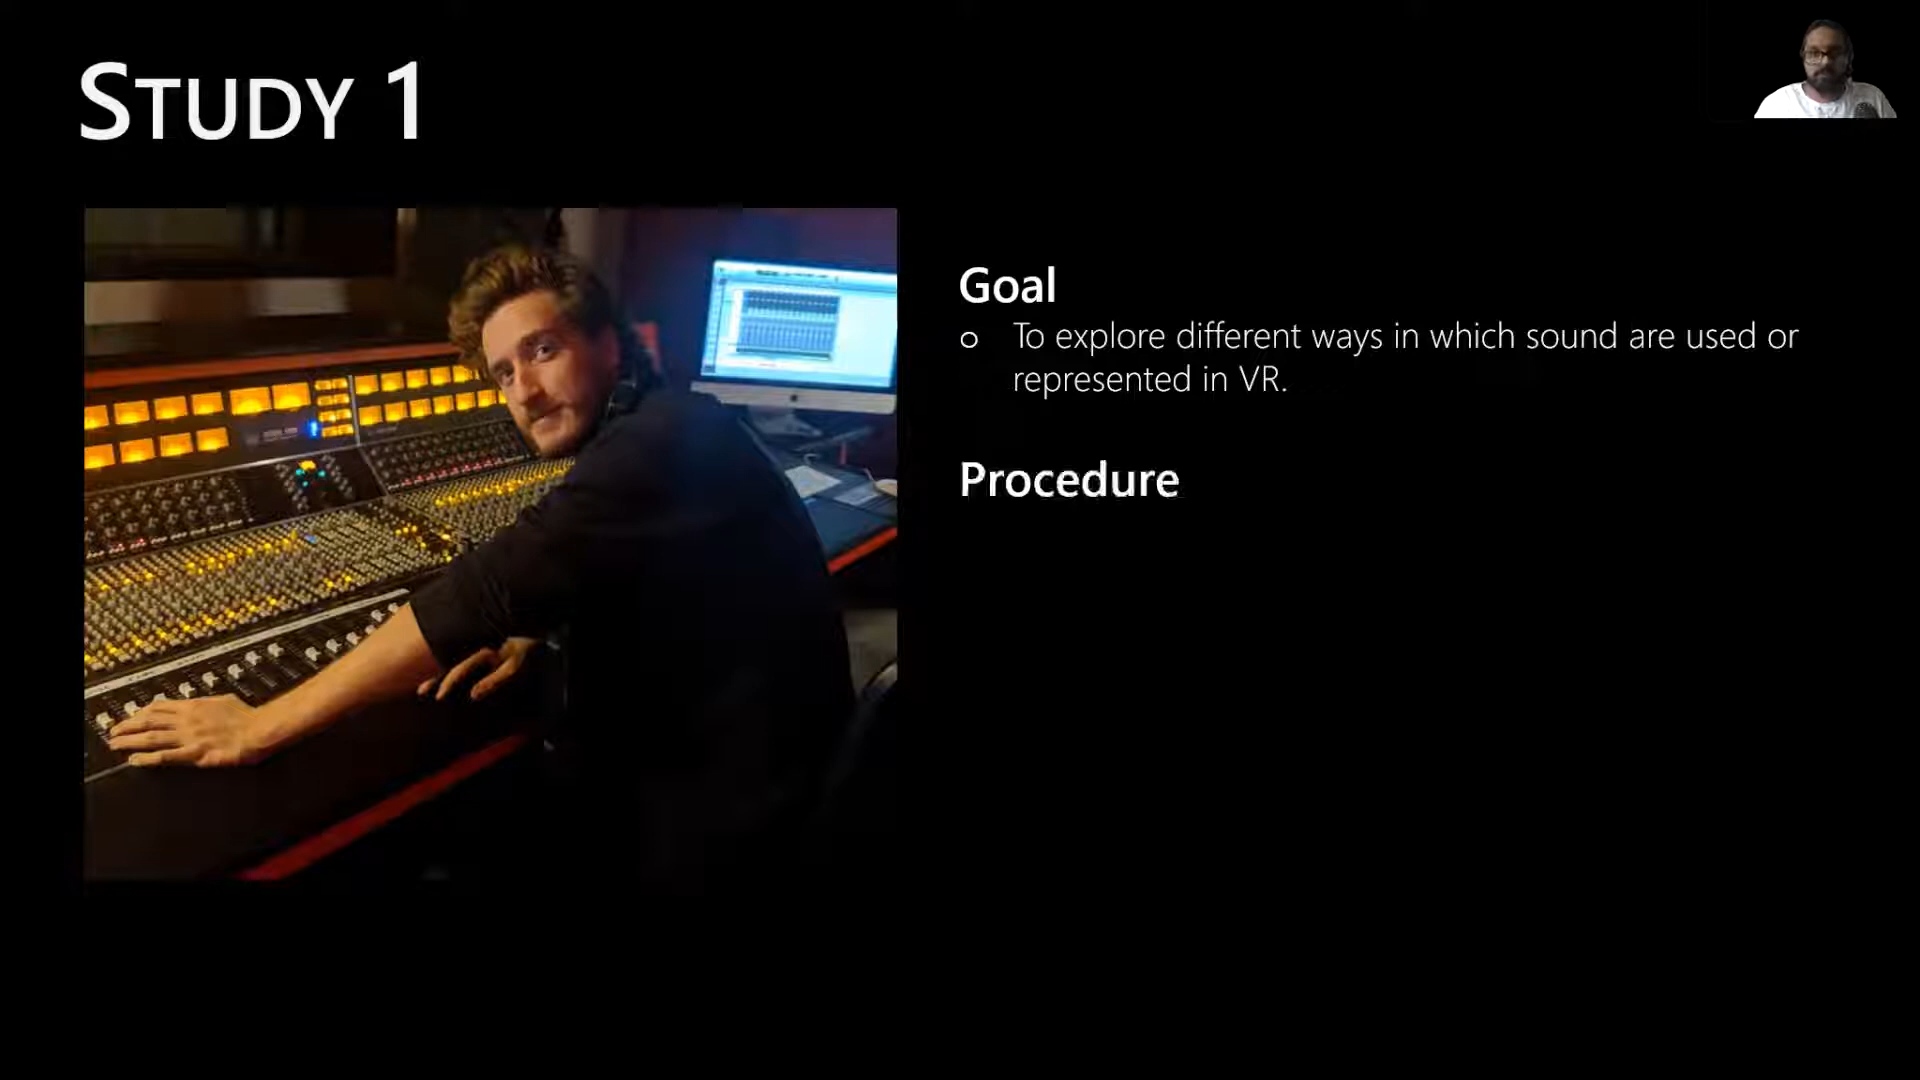 STUDY 1
Goal
o To explore different ways in which sound are used or
represented in VR.
Procedure